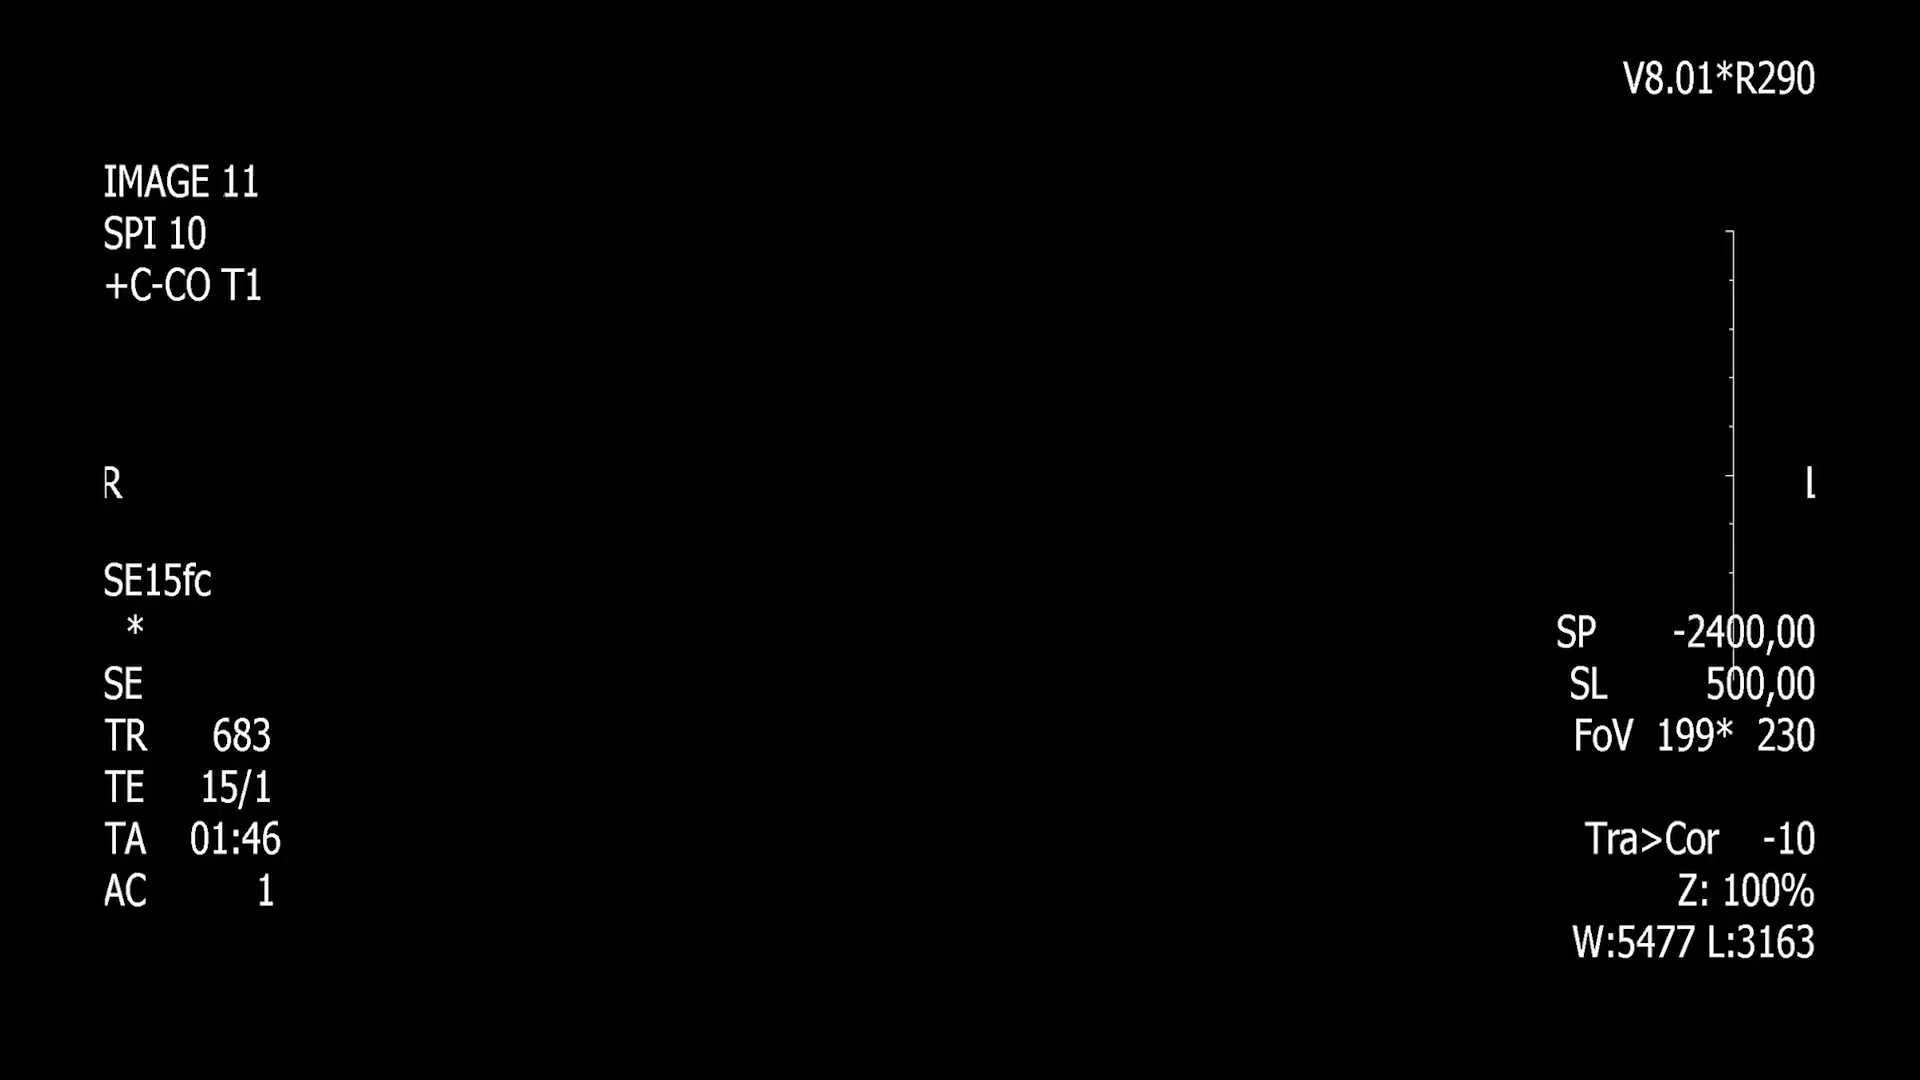 V8.01*R290
IMAGE 11
SPI 10
+C-CO T1
R
l
SE15fc
*
SP -2400,00
SE
SL 500,00
TR 683
FoV 199* 230
TE 15/1
TA 01:46
Tra>Cor -10
AC 1
Z: 100%
W:5477 L:3163